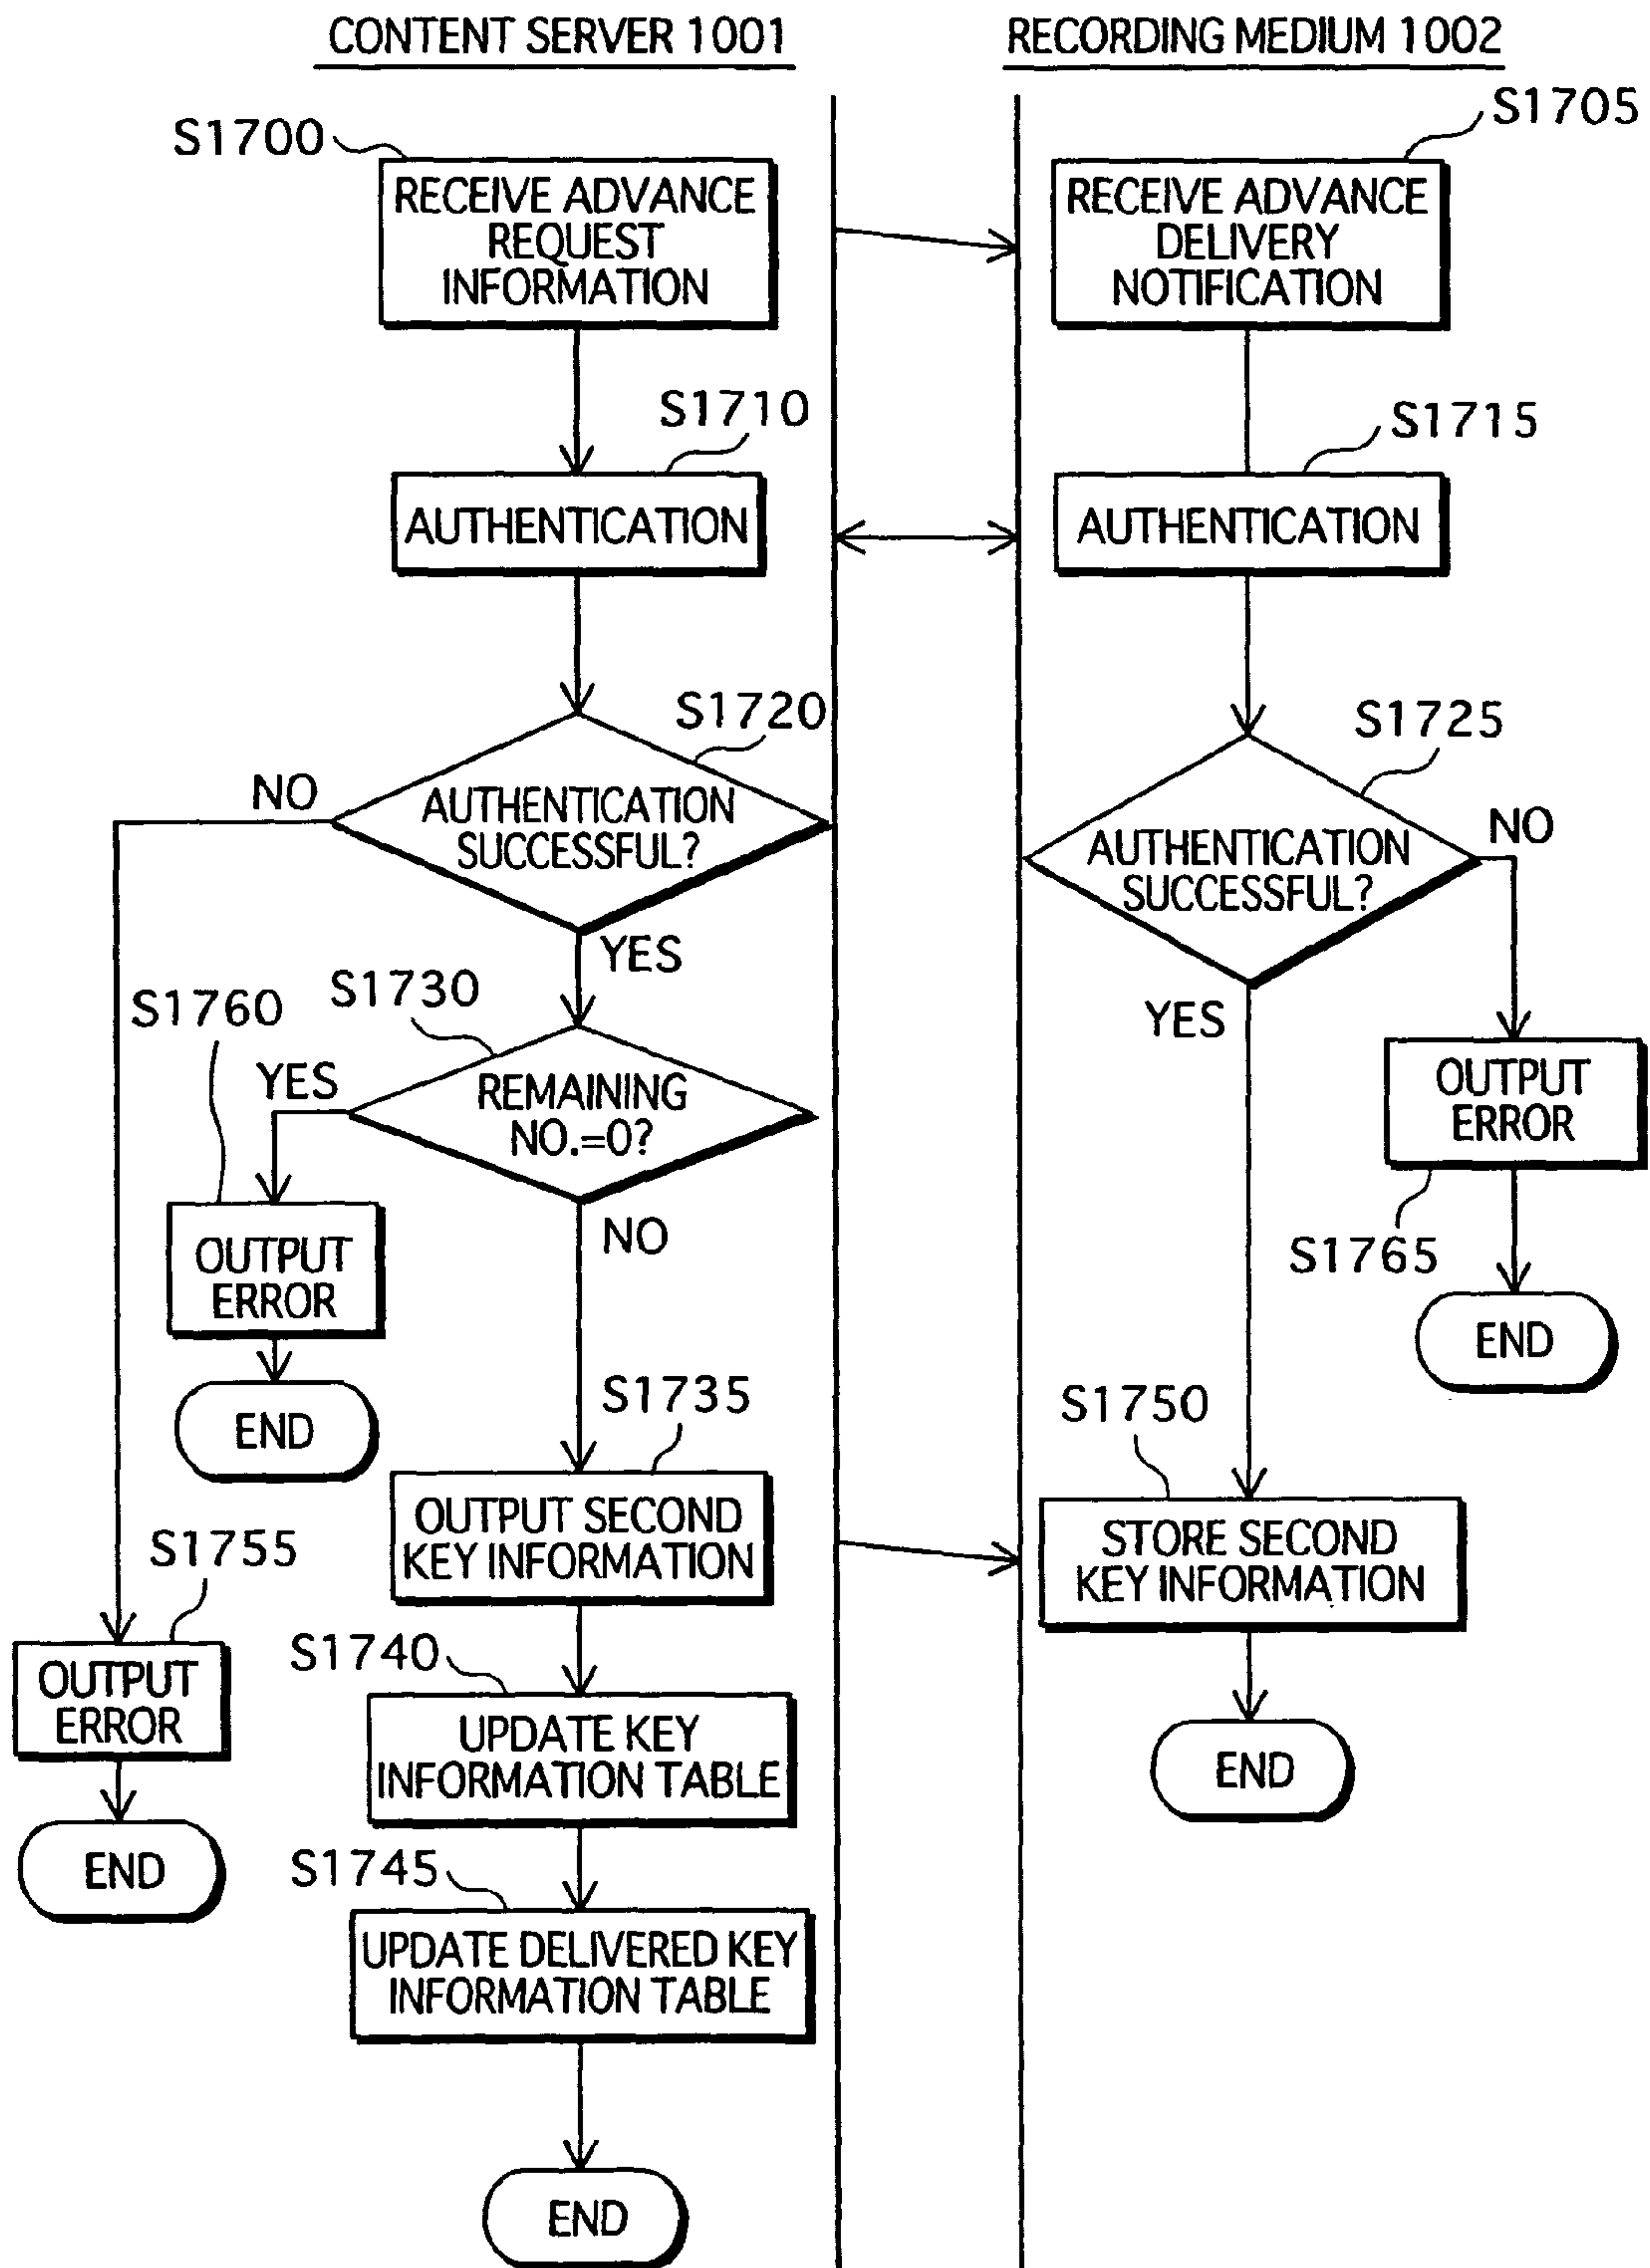 CONTENT SERVER 1001
RECORDING MEDIUM 1002
S1700
RECEIVE ADVANCE
REQUEST
INFORMATION
S1705
RECEIVE ADVANCE
DELIVERY
NOTIFICATION
S1710
AUTHENTICATION
S1715
AUTHENTICATION
S1720
NO
AUTHENTICATION
SUCCESSFUL?
YES
S1725
AUTHENTICATION
SUCCESSFUL?
NO
YES
S1760
S1730
YES
REMAINING
NO.=0?
NO
OUTPUT
ERROR
END
OUTPUT
ERROR
S1765
END
S1735
OUTPUT SECOND
KEY INFORMATION
S1750
STORE SECOND
KEY INFORMATION
END
S1755
OUTPUT
ERROR
END
S1740
UPDATE KEY
INFORMATION TABLE
S1745
UPDATE DELIVERED KEY
INFORMATION TABLE
END